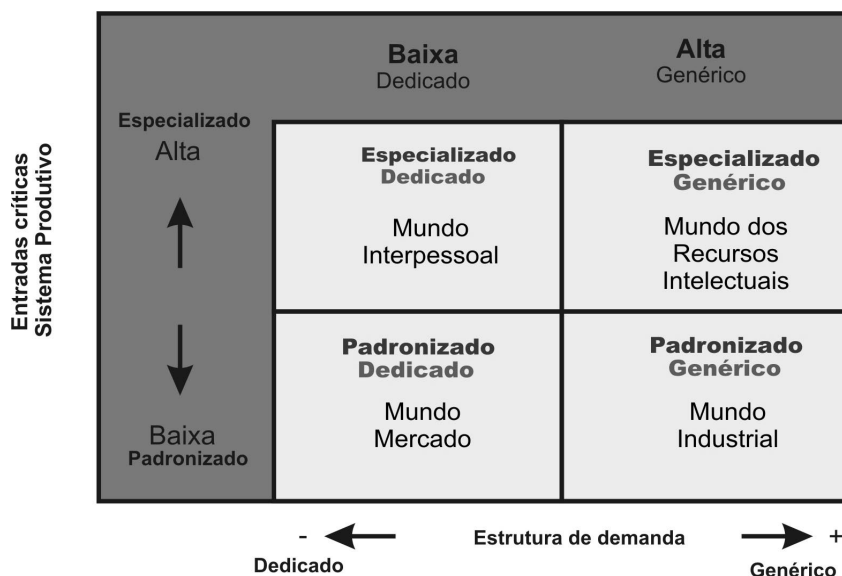 Baixa
Dedicado
Alta
Genérico
Entradas críticas
Sistema Produtivo
Especializado
Alta
Especializado
Dedicado
Mundo
Interpessoal
Especializado
Genérico
Mundo dos
Recursos
Intelectuais
Baixa
Padronizado
Padronizado
Dedicado
Mundo
Mercado
Padronizado
Genérico
Mundo
Industrial
- Estrutura de demanda +
Dedicado
Genérico